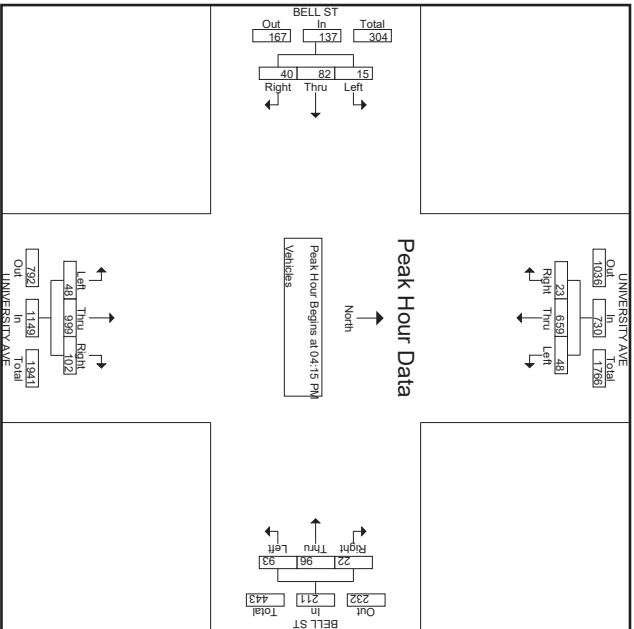 BELL ST
Out In Total
167 137 304
40 82 15
Right Thru Left
UNIVERSITY AVE
Out In Total
1036 730 1766
23 659 48
Right Thru Left
Peak Hour Data
North
Peak Hour Begins at 04:15 PM
Vehicles
Left Thru Right
48 999 102
792 1149 1941
Out In Total
UNIVERSITY AVE
Left Thru Right
93 96 22
443 211 232
Total In Out
BELL ST